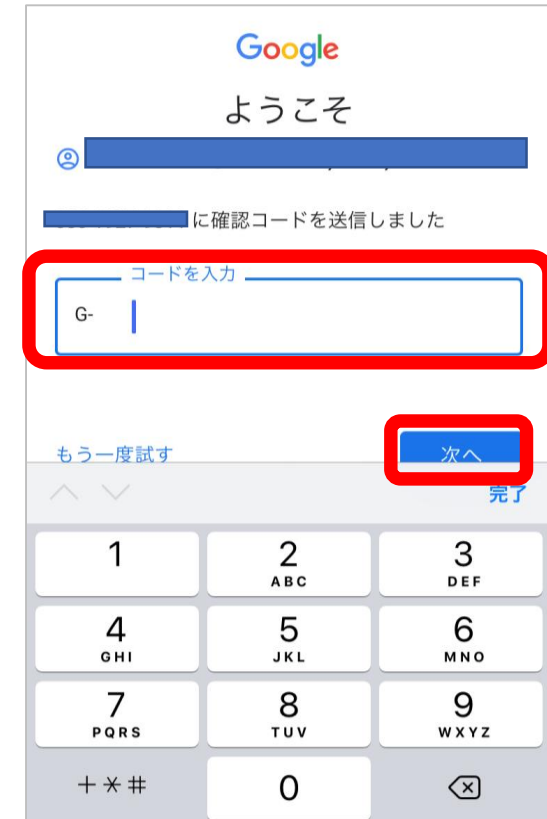 Google
ようこそ
に確認コードを送信しました
コードを入力
G-
もう一度試す
次へ
完了
1
2
ABC
3
DEF
4
GHI
5
JKL
6
MNO
7
PQRS
8
TUV
9
WXYZ
+*#
0